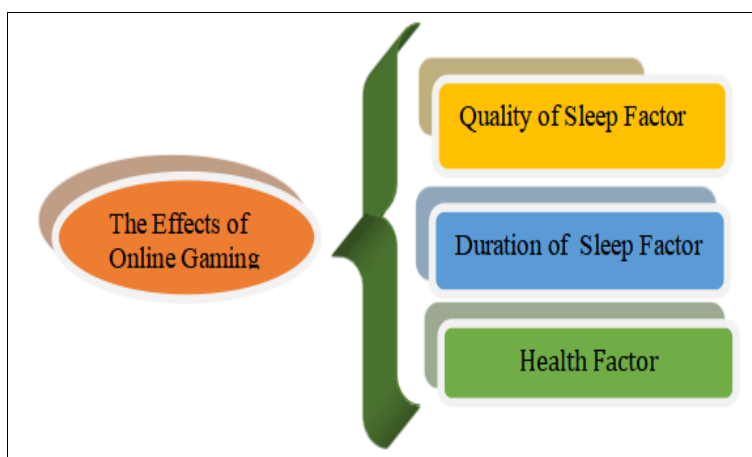 Quality of Sleep Factor
The Effects of
Online Gaming
Duration of Sleep Factor
Health Factor